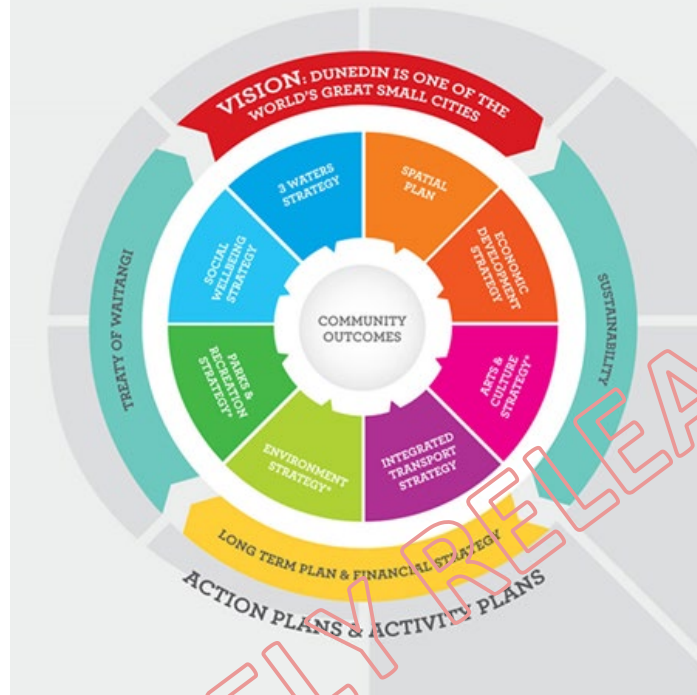 VISION: DUNEDIN IS ONE OF THE
WORLD'S GREAT SMALL CITIES
3 WATERS
STRATEGY
SPATIAL
PLAN
SOCIAL
WELLBEING
STRATEGY
ECONOMIC
DEVELOPMENT
STRATEGY
TREATY OF WAITANGI
COMMUNITY
OUTCOMES
SUSTAINABILITY
PARKS &
RECREATION
STRATEGY*
ARTS &
CULTURE
STRATEGY*
ENVIRONMENT
STRATEGY*
INTEGRATED
TRANSPORT
STRATEGY
LONG TERM PLAN & FINANCIAL STRATEGY
ACTION PLANS & ACTIVITY PLANS